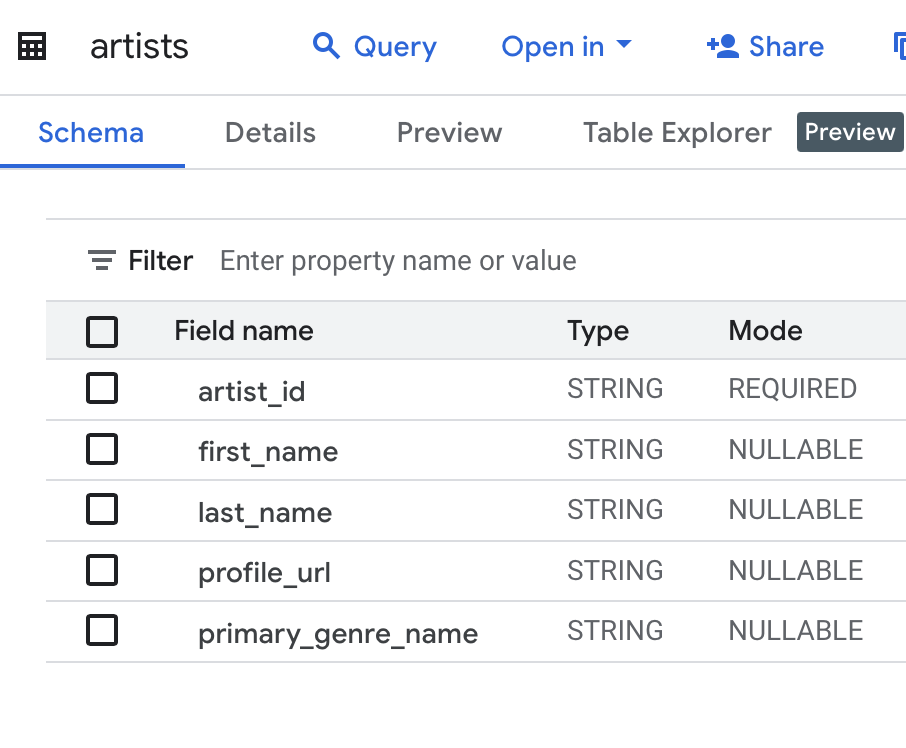 artists Query Open in Share
Schema Details Preview Table Explorer Preview
Filter Enter property name or value
Field name Type Mode
artist_id STRING REQUIRED
first_name STRING NULLABLE
last_name STRING NULLABLE
profile_url STRING NULLABLE
primary_genre_name STRING NULLABLE